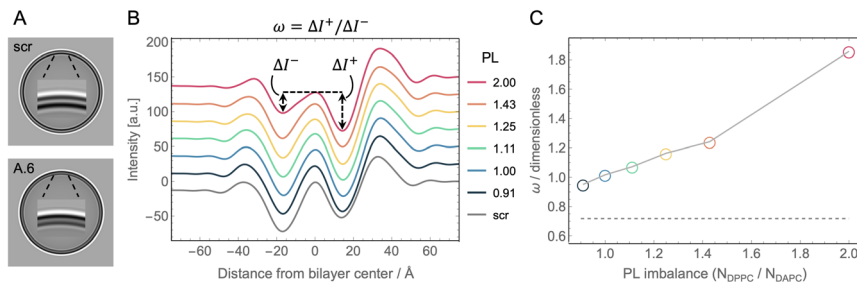 A
scr
A.6
B
ω = ΔI⁺/ΔI⁻
ΔI⁻
ΔI⁺
PL
2.00
1.43
1.25
1.11
1.00
0.91
scr
Intensity [a.u.]
200
150
100
50
0
−50
−60 −40 −20 0 20 40 60
Distance from bilayer center / Å
C
ω / dimensionless
1.8
1.6
1.4
1.2
1.0
0.8
0.6
1.0 1.2 1.4 1.6 1.8 2.0
PL imbalance (N_DPPC / N_DAPC)